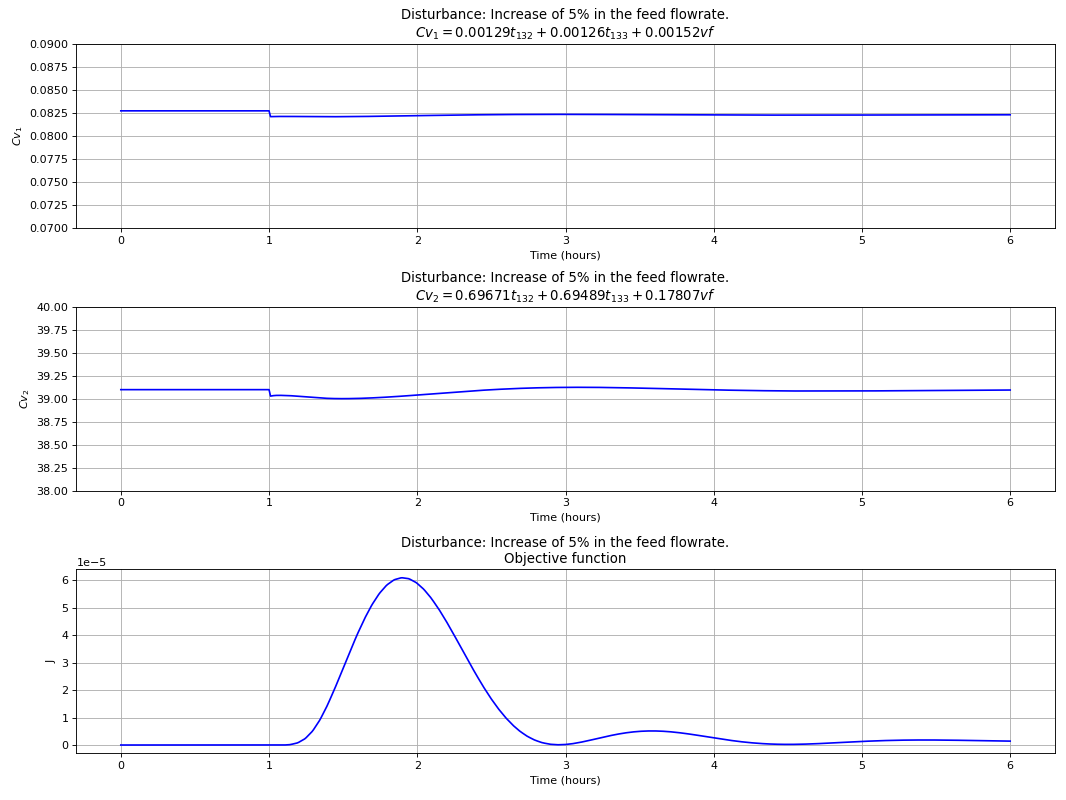 Disturbance: Increase of 5% in the feed flowrate.
Cv₁ = 0.00129t₁₃₂ + 0.00126t₁₃₃ + 0.00152vf
0.0900
0.0875
0.0850
0.0825
0.0800
0.0775
0.0750
0.0725
0.0700
Cv₁
0 1 2 3 4 5 6
Time (hours)
Disturbance: Increase of 5% in the feed flowrate.
Cv₂ = 0.69671t₁₃₂ + 0.69489t₁₃₃ + 0.17807vf
40.00
39.75
39.50
39.25
39.00
38.75
38.50
38.25
38.00
Cv₂
0 1 2 3 4 5 6
Time (hours)
Disturbance: Increase of 5% in the feed flowrate.
Objective function
1e−5
6
5
4
3
2
1
0
J
0 1 2 3 4 5 6
Time (hours)